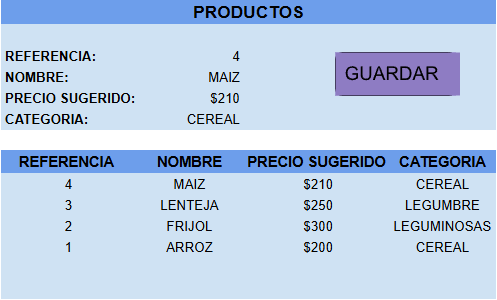 PRODUCTOS
REFERENCIA: 4
NOMBRE: MAIZ
PRECIO SUGERIDO: $210
CATEGORIA: CEREAL
GUARDAR
REFERENCIA NOMBRE PRECIO SUGERIDO CATEGORIA
4 MAIZ $210 CEREAL
3 LENTEJA $250 LEGUMBRE
2 FRIJOL $300 LEGUMINOSAS
1 ARROZ $200 CEREAL